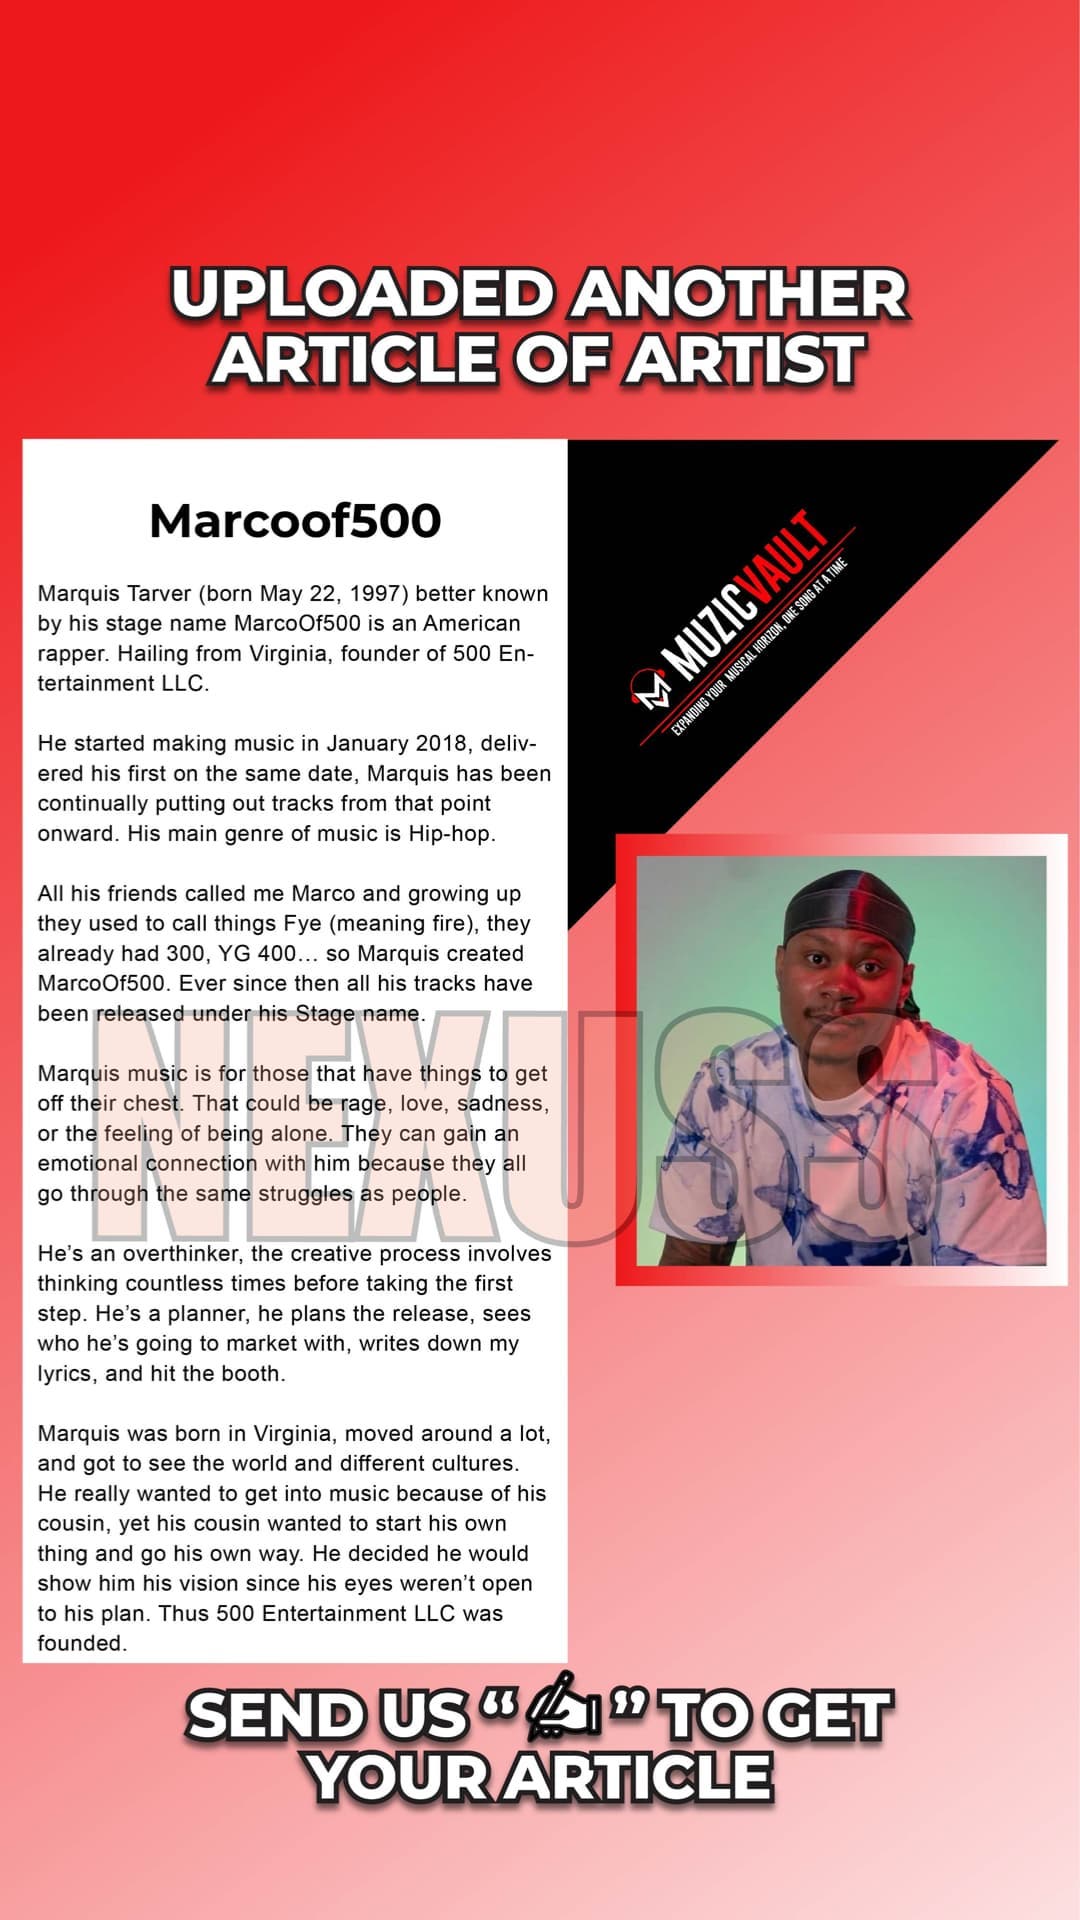 UPLOADED ANOTHER
ARTICLE OF ARTIST
Marcoof500
Marquis Tarver (born May 22, 1997) better known
by his stage name MarcoOf500 is an American
rapper. Hailing from Virginia, founder of 500 En-
tertainment LLC.
He started making music in January 2018, deliv-
ered his first on the same date, Marquis has been
continually putting out tracks from that point
onward. His main genre of music is Hip-hop.
All his friends called me Marco and growing up
they used to call things Fye (meaning fire), they
already had 300, YG 400... so Marquis created
MarcoOf500. Ever since then all his tracks have
been released under his Stage name.
Marquis music is for those that have things to get
off their chest. That could be rage, love, sadness,
or the feeling of being alone. They can gain an
emotional connection with him because they all
go through the same struggles as people.
He's an overthinker, the creative process involves
thinking countless times before taking the first
step. He's a planner, he plans the release, sees
who he's going to market with, writes down my
lyrics, and hit the booth.
Marquis was born in Virginia, moved around a lot,
and got to see the world and different cultures.
He really wanted to get into music because of his
cousin, yet his cousin wanted to start his own
thing and go his own way. He decided he would
show him his vision since his eyes weren't open
to his plan. Thus 500 Entertainment LLC was
founded.
MUZICVAULT
EXPANDING YOUR MUSICAL HORIZON, ONE SONG AT A TIME
NEXUSS
SEND US “✍” TO GET
YOUR ARTICLE